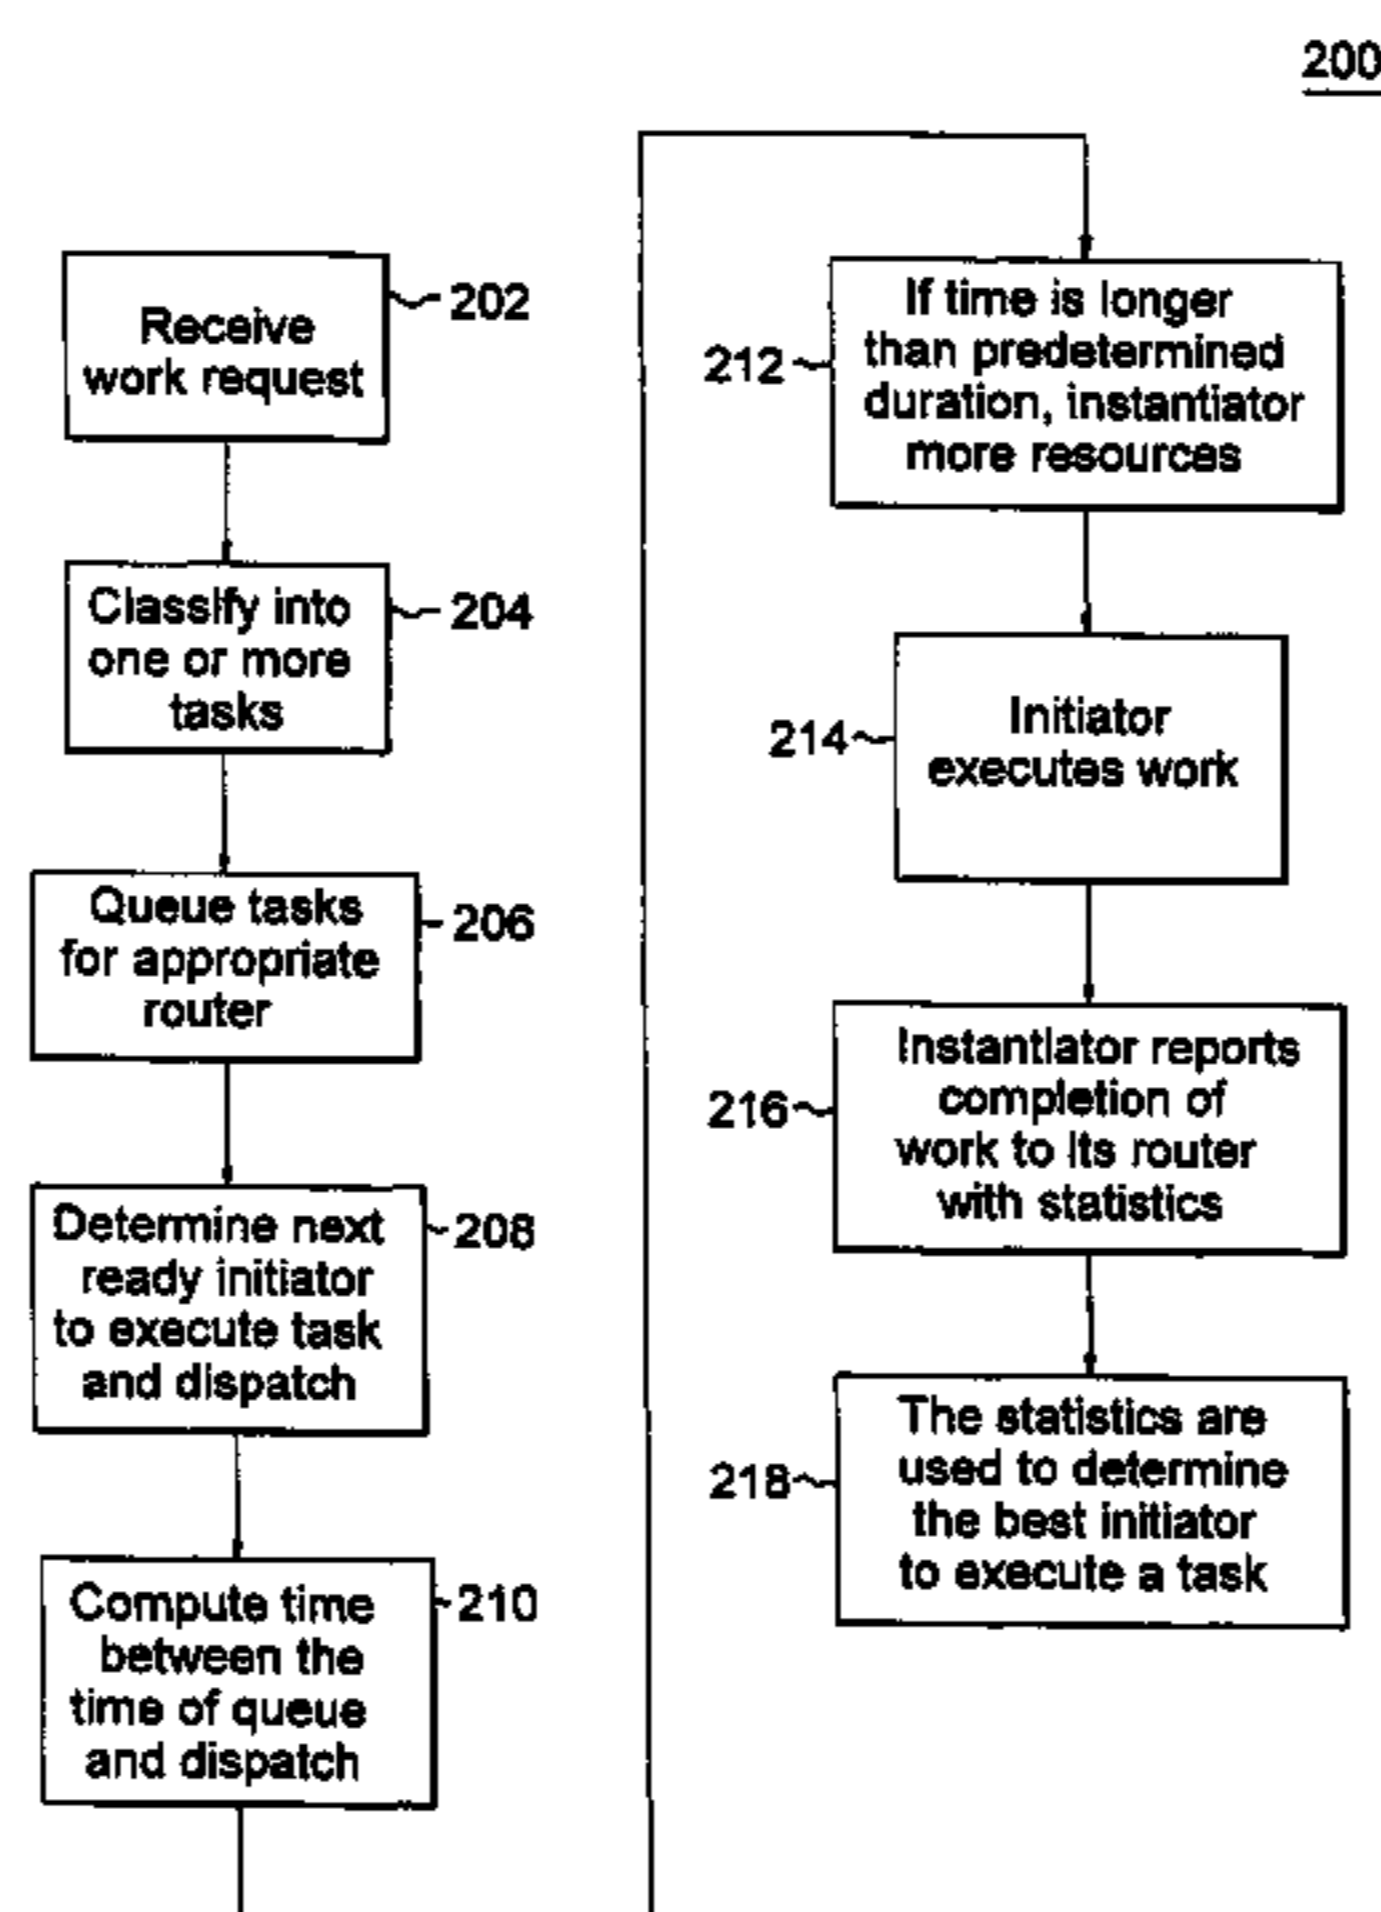 200
Receive
work request
202
Classify into
one or more
tasks
204
Queue tasks
for appropriate
router
206
Determine next
ready initiator
to execute task
and dispatch
208
Compute time
between the
time of queue
and dispatch
210
If time is longer
than predetermined
duration, instantiator
more resources
212
Initiator
executes work
214
Instantiator reports
completion of
work to its router
with statistics
216
The statistics are
used to determine
the best initiator
to execute a task
218